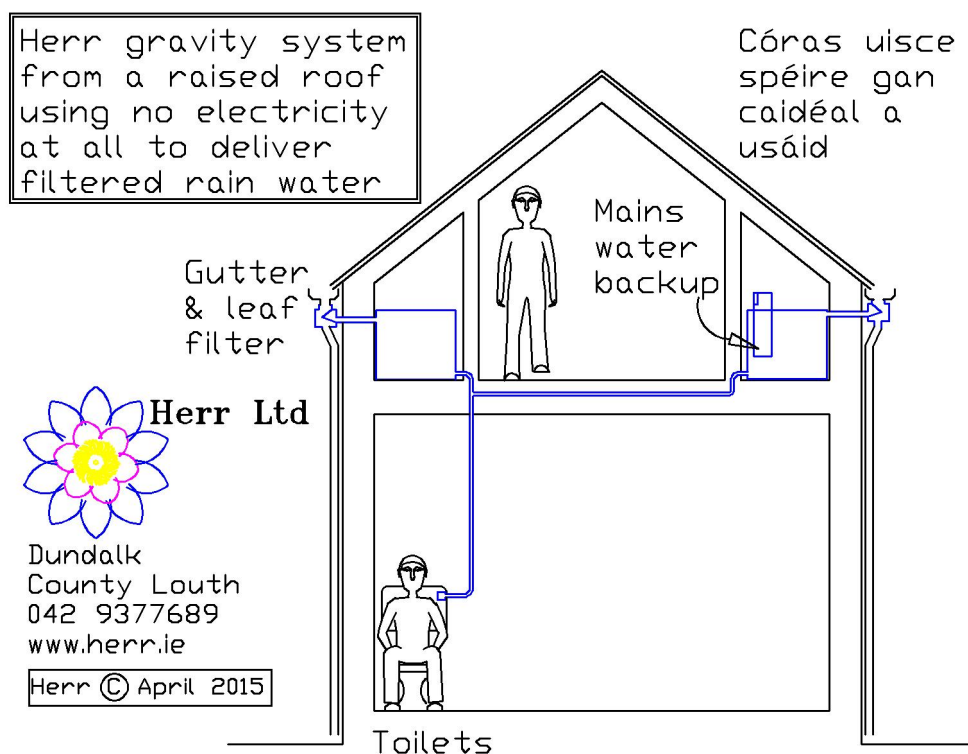 Herr gravity system
from a raised roof
using no electricity
at all to deliver
filtered rain water
Córas uisce
spéire gan
caidéal a
usáid
Mains
water
backup
Gutter
& leaf
filter
Herr Ltd
Dundalk
County Louth
042 9377689
www.herr.ie
Herr © April 2015
Toilets